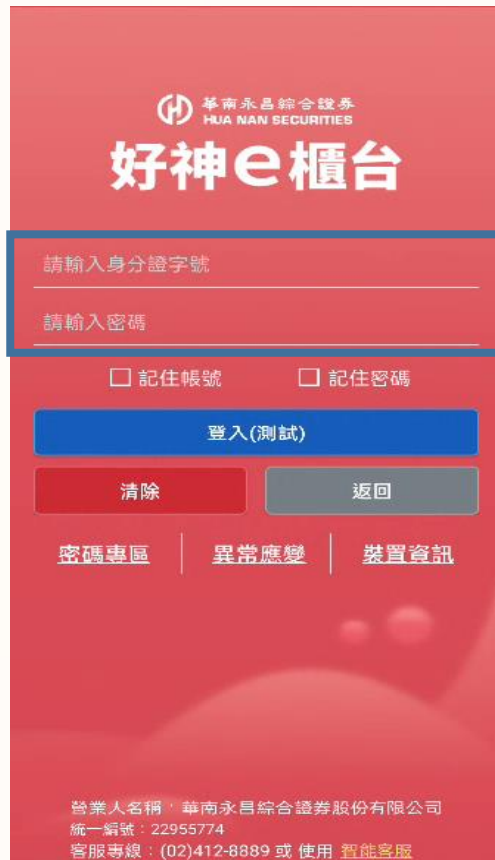 華南永昌綜合證券
HUA NAN SECURITIES
好神e櫃台
請輸入身分證字號
請輸入密碼
記住帳號 記住密碼
登入(測試)
清除 返回
密碼專區 異常應變 裝置資訊
營業人名稱：華南永昌綜合證券股份有限公司
統一編號：22955774
客服專線：(02)412-8889 或 使用 智能客服